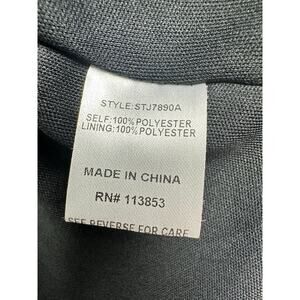 STYLE: STJ7890A
SELF:100% POLYESTER
LINING:100% POLYESTER
MADE IN CHINA
RN# 113853
SEE REVERSE FOR CARE